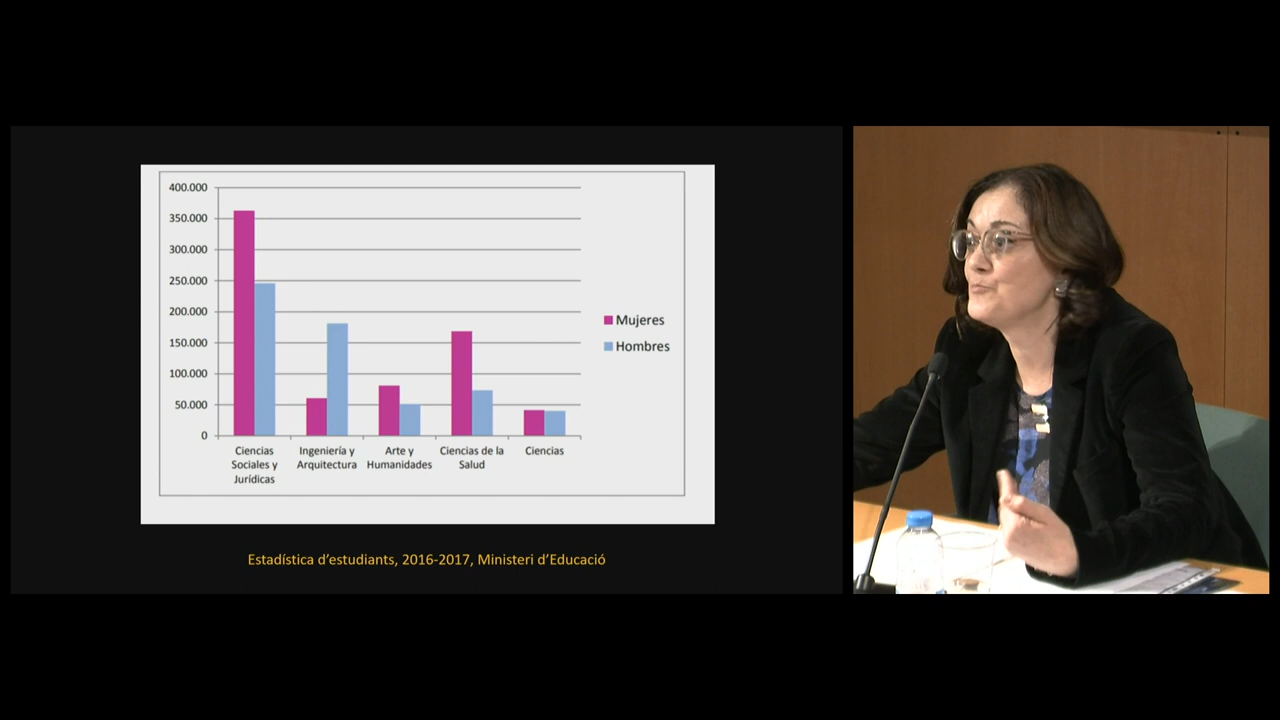 400.000
350.000
300.000
250.000
200.000
150.000
100.000
50.000
0
Ciencias
Sociales y
Jurídicas
Ingeniería y
Arquitectura
Arte y
Humanidades
Ciencias de la
Salud
Ciencias
Mujeres
Hombres
Estadística d'estudiants, 2016-2017, Ministeri d'Educació